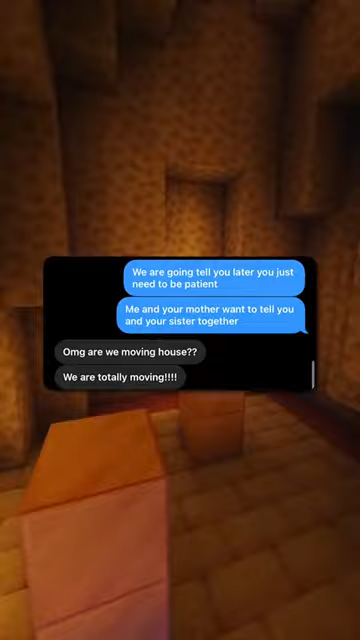 We are going tell you later you just
need to be patient
Me and your mother want to tell you
and your sister together
Omg are we moving house??
We are totally moving!!!!